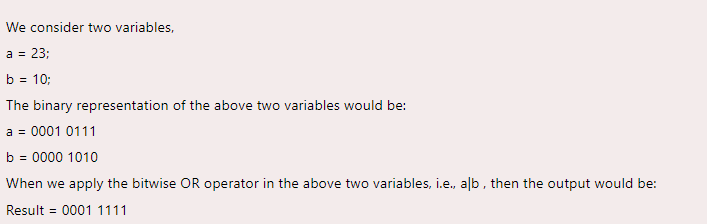 We consider two variables,
a = 23;
b = 10;
The binary representation of the above two variables would be:
a = 0001 0111
b = 0000 1010
When we apply the bitwise OR operator in the above two variables, i.e., a|b , then the output would be:
Result = 0001 1111